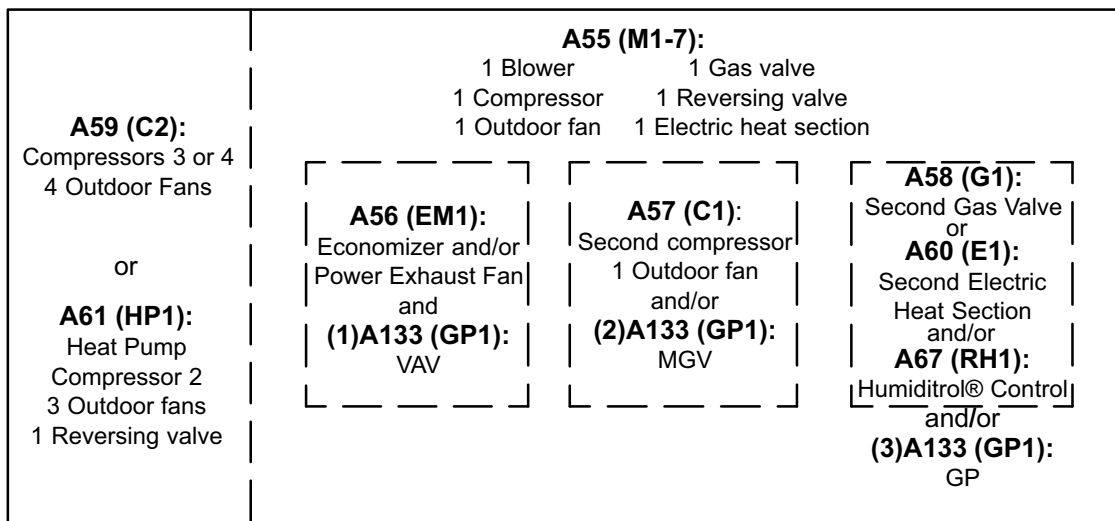 A55 (M1-7):
1 Blower 1 Gas valve
1 Compressor 1 Reversing valve
1 Outdoor fan 1 Electric heat section
A59 (C2):
Compressors 3 or 4
4 Outdoor Fans
or
A61 (HP1):
Heat Pump
Compressor 2
3 Outdoor fans
1 Reversing valve
A56 (EM1):
Economizer and/or
Power Exhaust Fan
and
(1)A133 (GP1):
VAV
A57 (C1):
Second compressor
1 Outdoor fan
and/or
(2)A133 (GP1):
MGV
A58 (G1):
Second Gas Valve
or
A60 (E1):
Second Electric
Heat Section
and/or
A67 (RH1)
Humiditrol® Control
and/or
(3)A133 (GP1):
GP